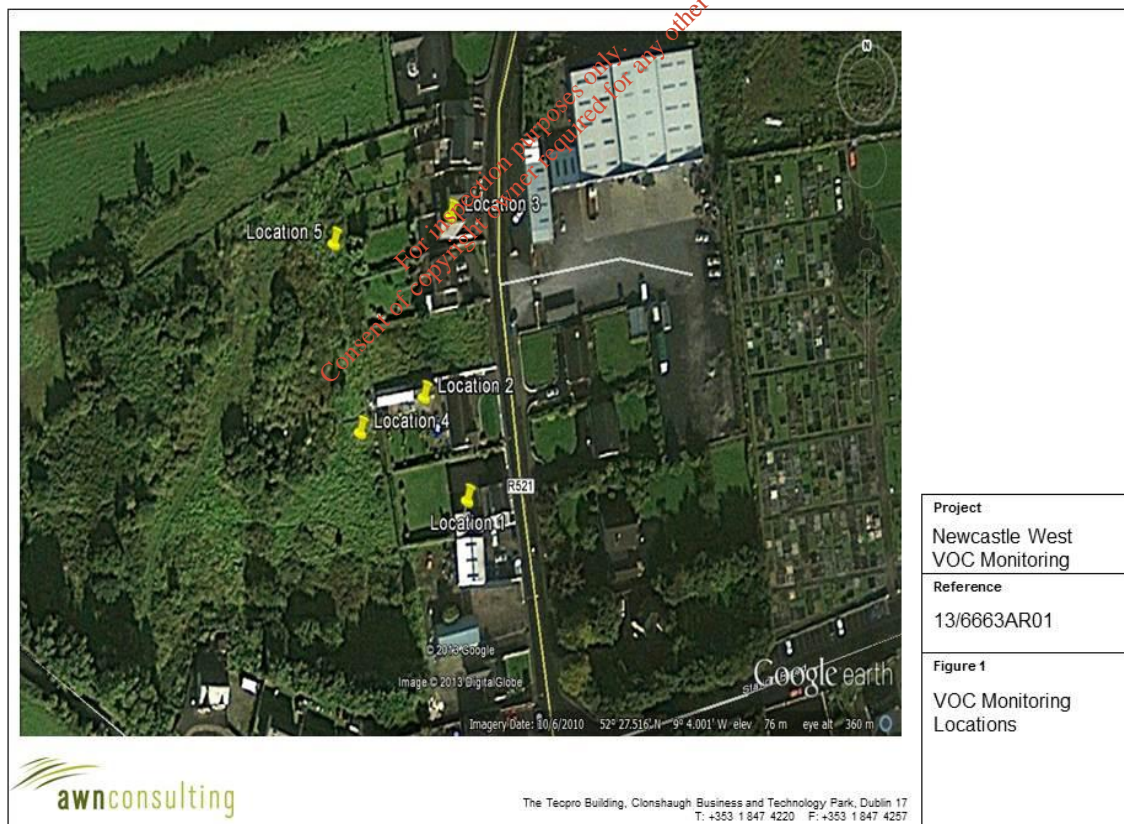 For inspection purposes only.
Consent of copyright owner required for any other
N
Location 3
Location 5
Location 2
Location 4
R521
Location 1
© 2013 Google
Image © 2013 DigitalGlobe
Google earth
Imagery Date: 10/6/2010 52° 27.516' N 9° 4.001' W elev 76 m eye alt 360 m
Project
Newcastle West
VOC Monitoring
Reference
13/6663AR01
Figure 1
VOC Monitoring
Locations
awnconsulting
The Tecpro Building, Clonshaugh Business and Technology Park, Dublin 17
T: +353 1 847 4220 F: +353 1 847 4257